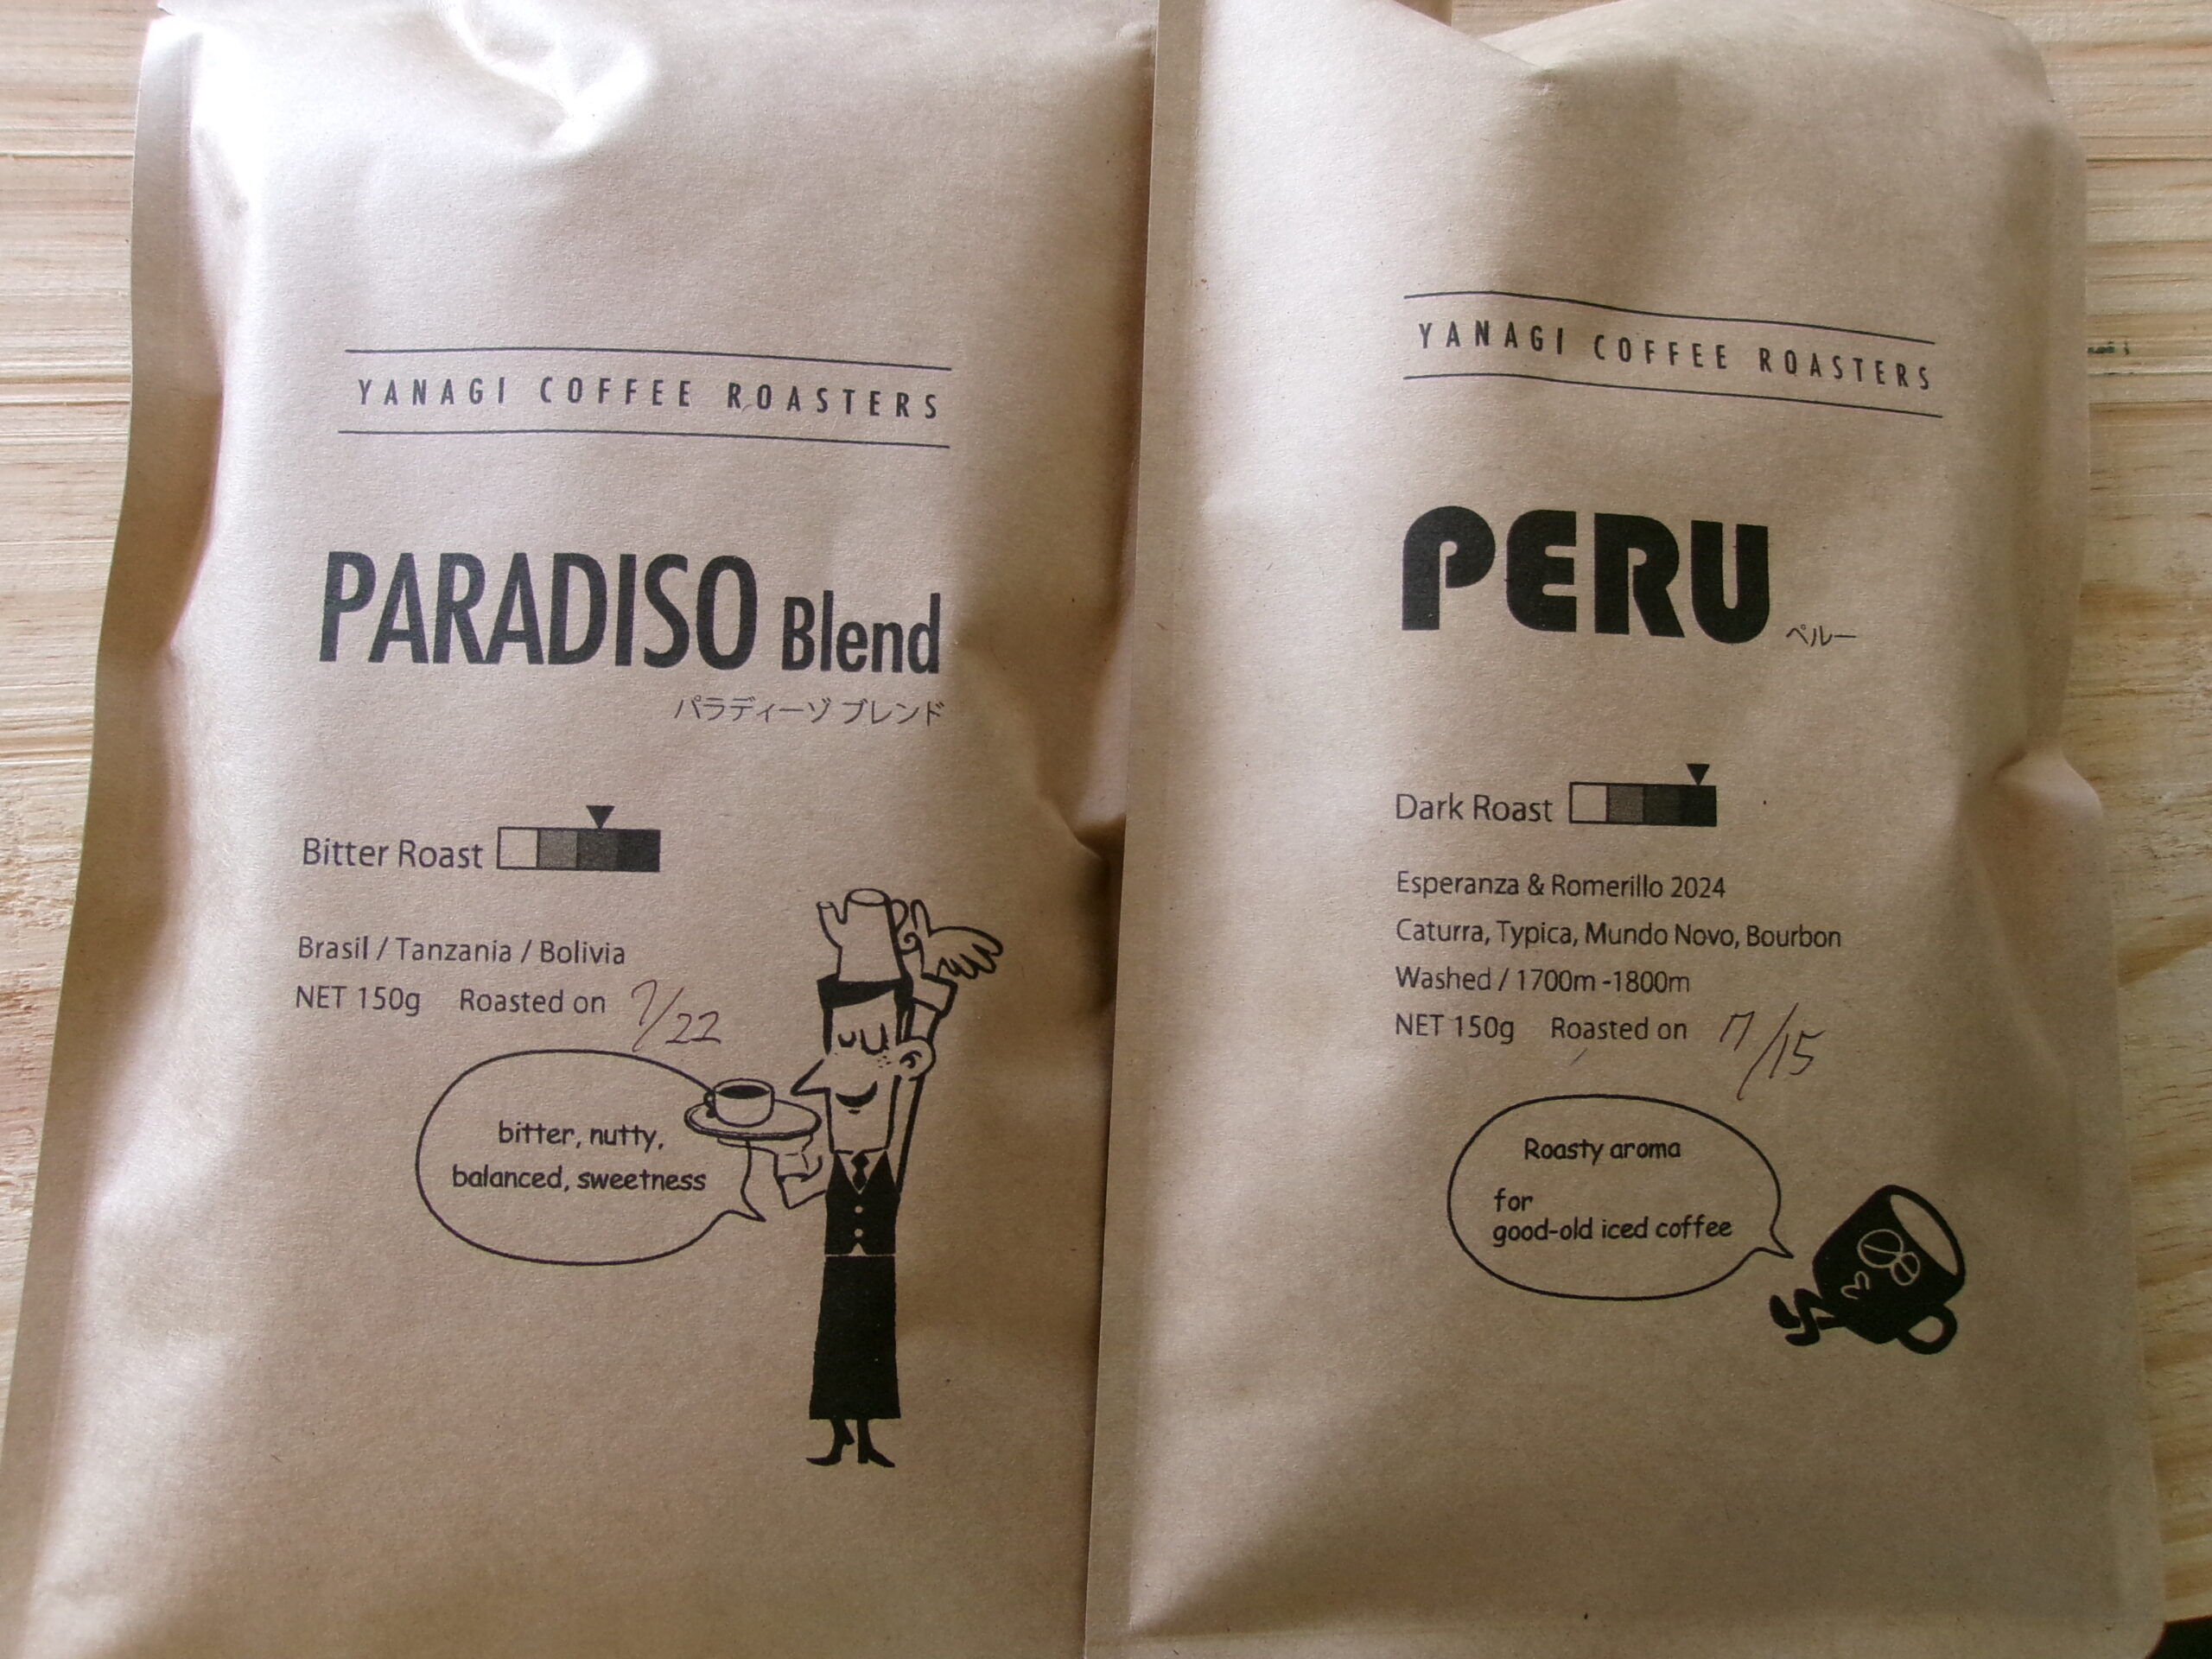 YANAGI COFFEE ROASTERS
PARADISO Blend
パラディーゾ ブレンド
Bitter Roast
Brasil / Tanzania / Bolivia
NET 150g Roasted on 7/22
bitter, nutty,
balanced, sweetness
YANAGI COFFEE ROASTERS
PERU ペルー
Dark Roast
Esperanza & Romerillo 2024
Caturra, Typica, Mundo Novo, Bourbon
Washed / 1700m -1800m
NET 150g Roasted on 7/15
Roasty aroma
for
good-old iced coffee